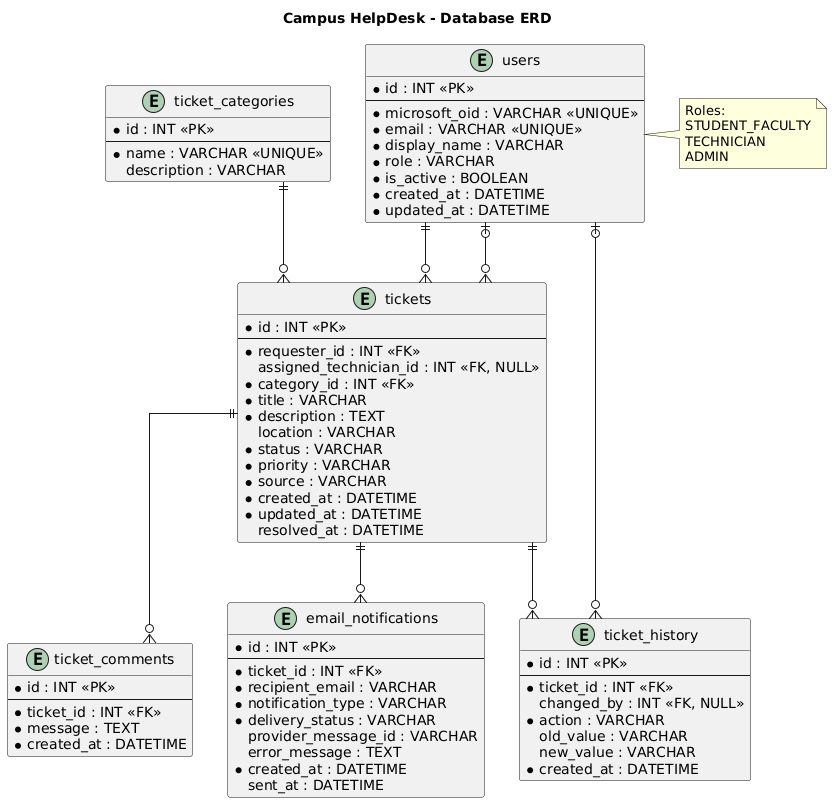 Campus HelpDesk - Database ERD
E ticket_categories
id : INT «PK»
name : VARCHAR «UNIQUE»
description : VARCHAR
E users
id : INT «PK»
microsoft_oid : VARCHAR «UNIQUE»
email : VARCHAR «UNIQUE»
display_name : VARCHAR
role : VARCHAR
is_active : BOOLEAN
created_at : DATETIME
updated_at : DATETIME
Roles:
STUDENT_FACULTY
TECHNICIAN
ADMIN
E tickets
id : INT «PK»
requester_id : INT «FK»
assigned_technician_id : INT «FK, NULL»
category_id : INT «FK»
title : VARCHAR
description : TEXT
location : VARCHAR
status : VARCHAR
priority : VARCHAR
source : VARCHAR
created_at : DATETIME
updated_at : DATETIME
resolved_at : DATETIME
E ticket_comments
id : INT «PK»
ticket_id : INT «FK»
message : TEXT
created_at : DATETIME
E email_notifications
id : INT «PK»
ticket_id : INT «FK»
recipient_email : VARCHAR
notification_type : VARCHAR
delivery_status : VARCHAR
provider_message_id : VARCHAR
error_message : TEXT
created_at : DATETIME
sent_at : DATETIME
E ticket_history
id : INT «PK»
ticket_id : INT «FK»
changed_by : INT «FK, NULL»
action : VARCHAR
old_value : VARCHAR
new_value : VARCHAR
created_at : DATETIME